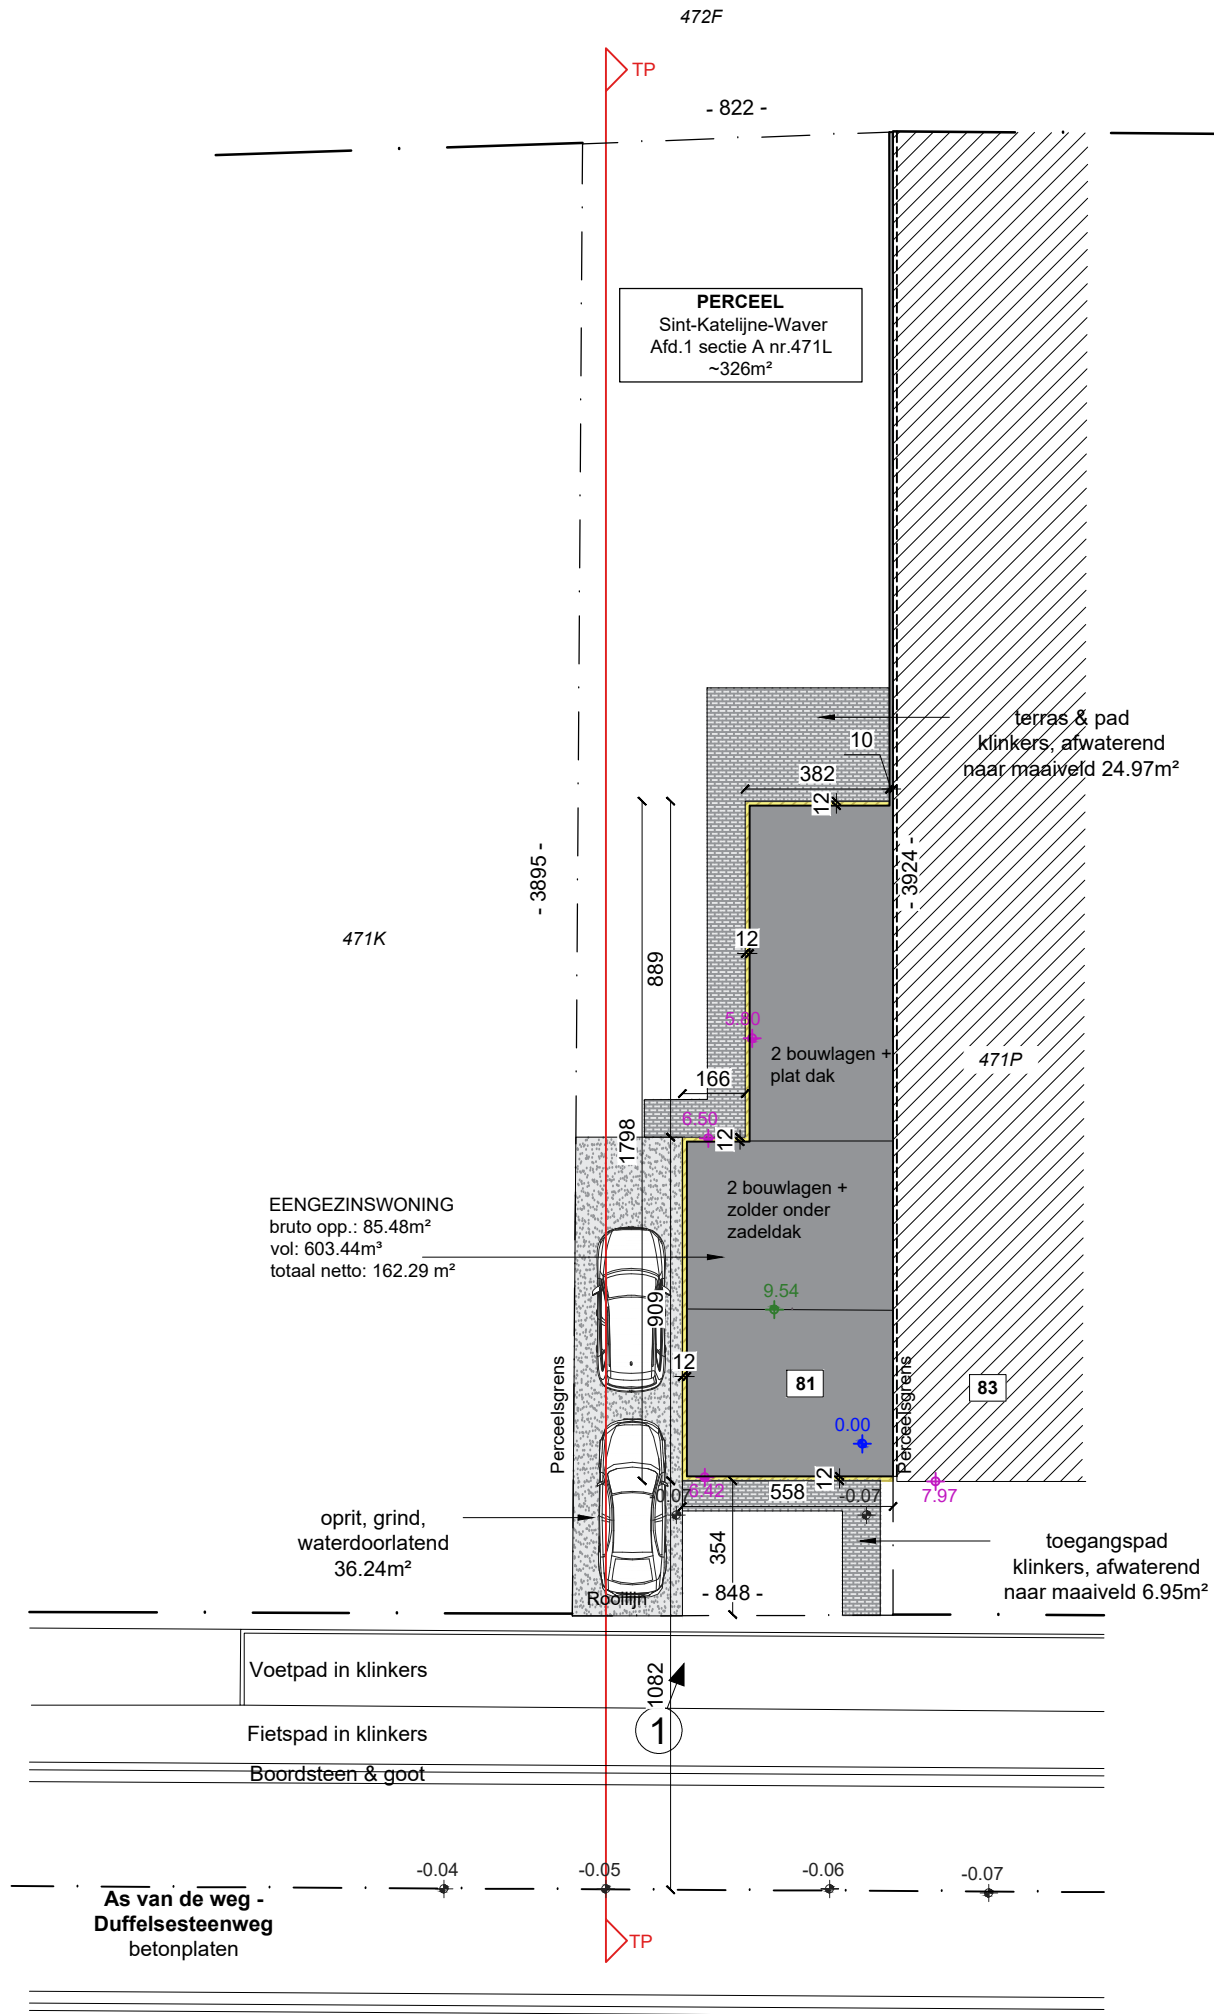 472F
TP
- 822 -
PERCEEL
Sint-Katelijne-Waver
Afd.1 sectie A nr.471L
~326m²
terras & pad
klinkers, afwaterend
naar maaiveld 24.97m²
10
382
12
- 3895 -
- 3924 -
471K
889
12
5.80
2 bouwlagen +
plat dak
471P
166
6.50
12
1798
2 bouwlagen +
zolder onder
zadeldak
EENGEZINSWONING
bruto opp.: 85.48m²
vol: 603.44m³
totaal netto: 162.29 m²
9.54
909
12
81
83
Perceelsgrens
Perceelsgrens
0.00
12
6.42
558
-0.07
7.97
oprit, grind,
waterdoorlatend
36.24m²
354
toegangspad
klinkers, afwaterend
naar maaiveld 6.95m²
- 848 -
Rooilijn
Voetpad in klinkers
1082
1
Fietspad in klinkers
Boordsteen & goot
-0.04
-0.05
-0.06
-0.07
As van de weg -
Duffelsesteenweg
betonplaten
TP